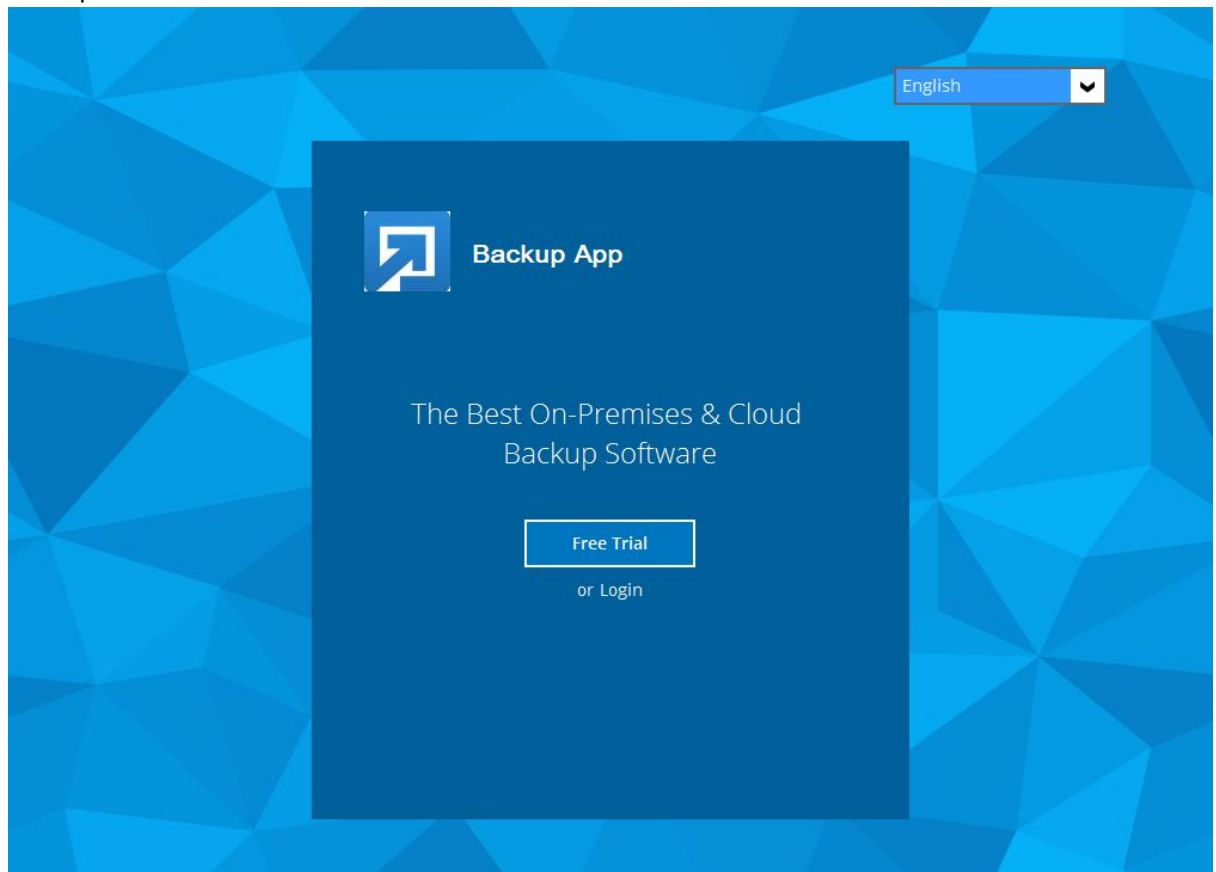 English
Backup App
The Best On-Premises & Cloud
Backup Software
Free Trial
or Login